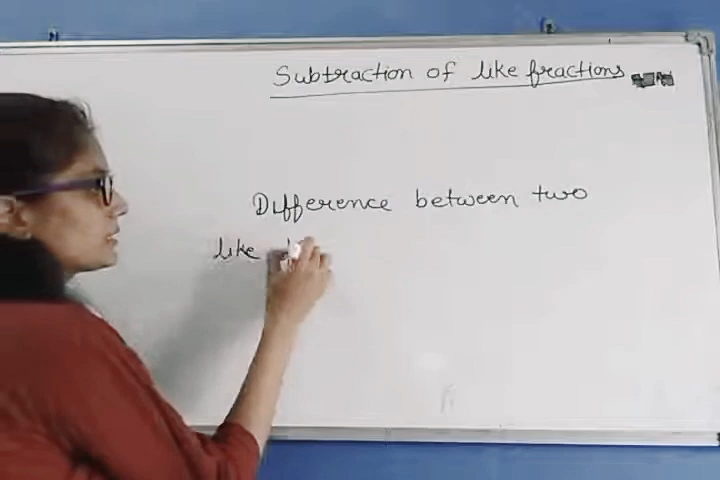 Subtraction of like fractions
Difference between two
like